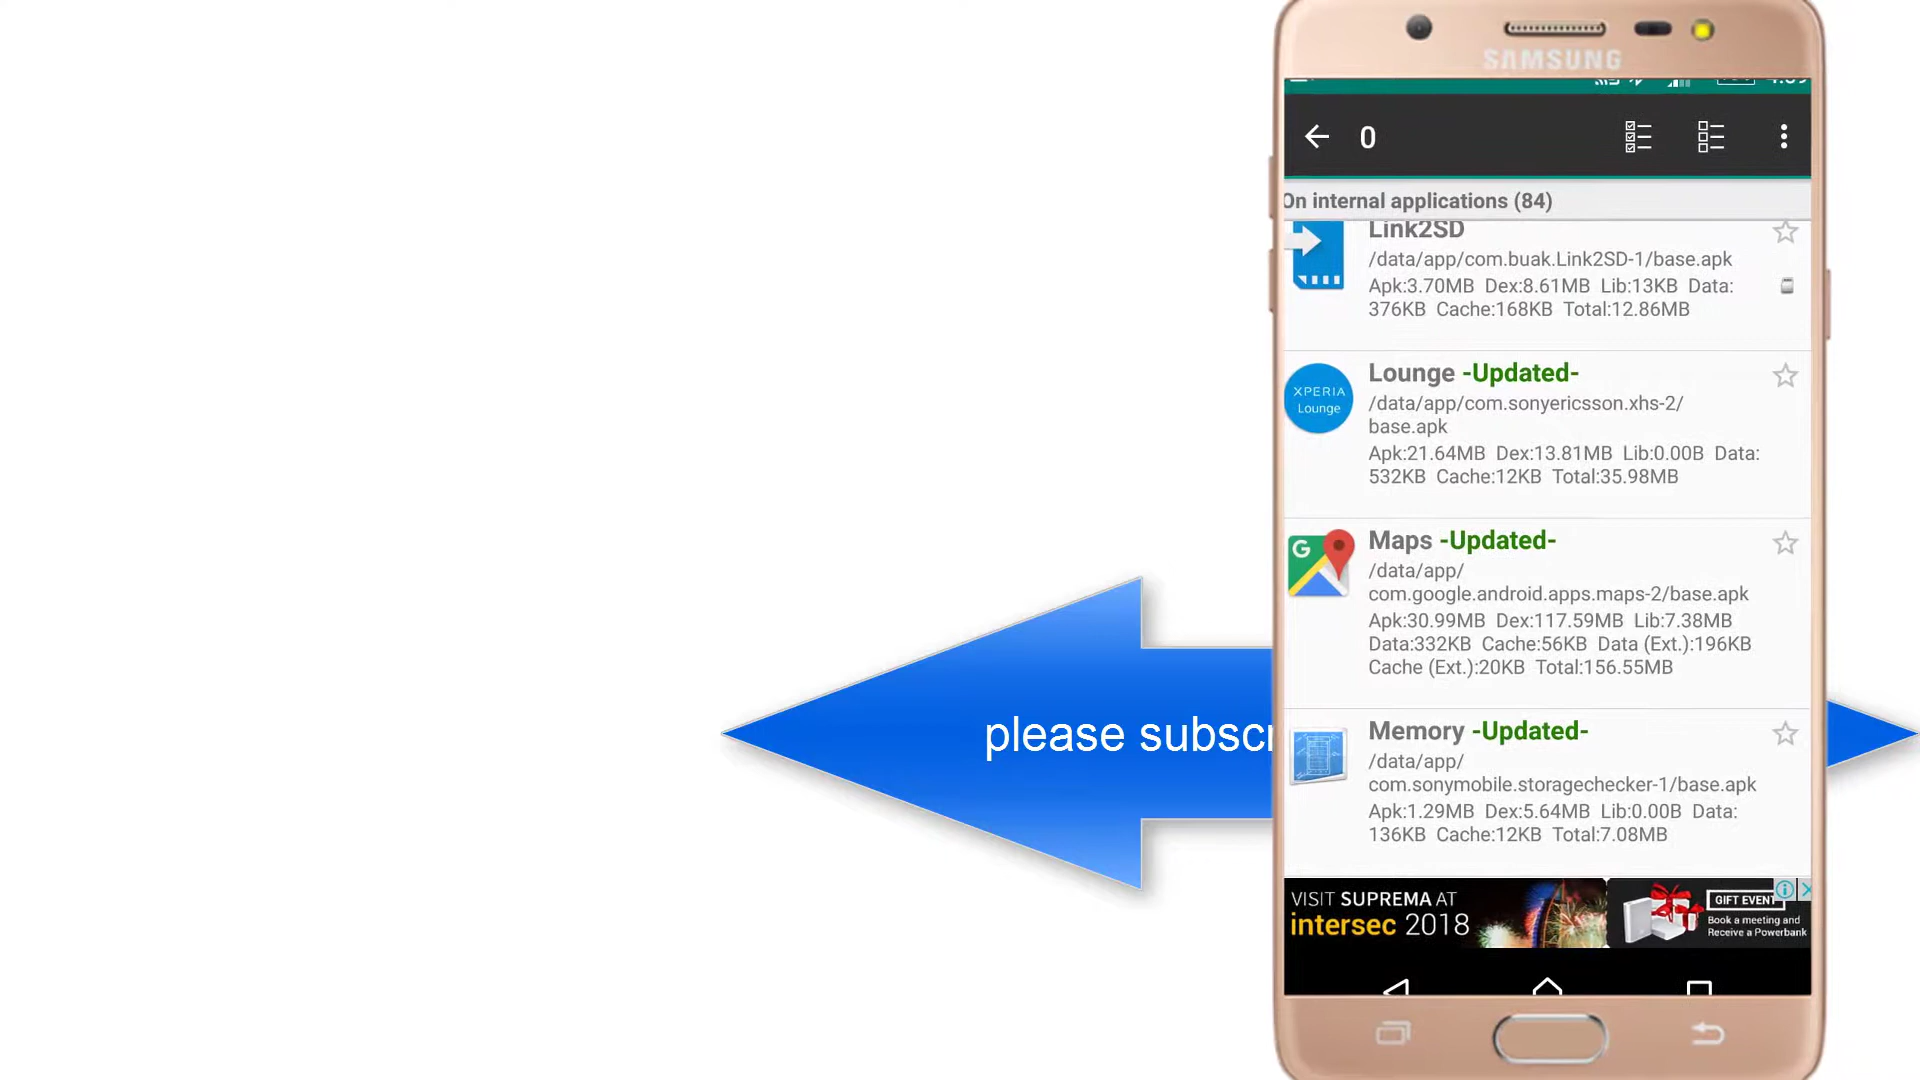 SAMSUNG
0
On internal applications (84)
Link2SD
/data/app/com.buak.Link2SD-1/base.apk
Apk:3.70MB Dex:8.61MB Lib:13KB Data:
376KB Cache:168KB Total:12.86MB
XPERIA
Lounge
Lounge -Updated-
/data/app/com.sonyericsson.xhs-2/
base.apk
Apk:21.64MB Dex:13.81MB Lib:0.00B Data:
532KB Cache:12KB Total:35.98MB
G
Maps -Updated-
/data/app/
com.google.android.apps.maps-2/base.apk
Apk:30.99MB Dex:117.59MB Lib:7.38MB
Data:332KB Cache:56KB Data (Ext.):196KB
Cache (Ext.):20KB Total:156.55MB
please subscr
Memory -Updated-
/data/app/
com.sonymobile.storagechecker-1/base.apk
Apk:1.29MB Dex:5.64MB Lib:0.00B Data:
136KB Cache:12KB Total:7.08MB
VISIT SUPREMA AT
intersec 2018
GIFT EVENT
Book a meeting and
Receive a Powerbank